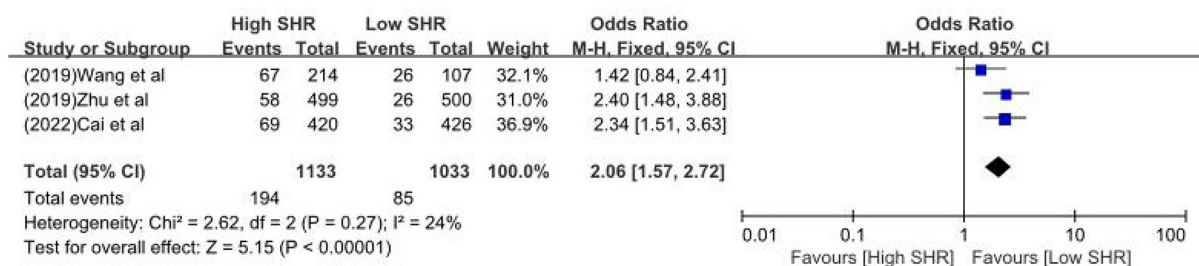 High SHR Low SHR Odds Ratio Odds Ratio
Study or Subgroup Events Total Events Total Weight M-H, Fixed, 95% CI M-H, Fixed, 95% CI
(2019)Wang et al 67 214 26 107 32.1% 1.42 [0.84, 2.41]
(2019)Zhu et al 58 499 26 500 31.0% 2.40 [1.48, 3.88]
(2022)Cai et al 69 420 33 426 36.9% 2.34 [1.51, 3.63]
Total (95% CI) 1133 1033 100.0% 2.06 [1.57, 2.72]
Total events 194 85
Heterogeneity: Chi² = 2.62, df = 2 (P = 0.27); I² = 24%
Test for overall effect: Z = 5.15 (P < 0.00001)
0.01 0.1 1 10 100
Favours [High SHR] Favours [Low SHR]